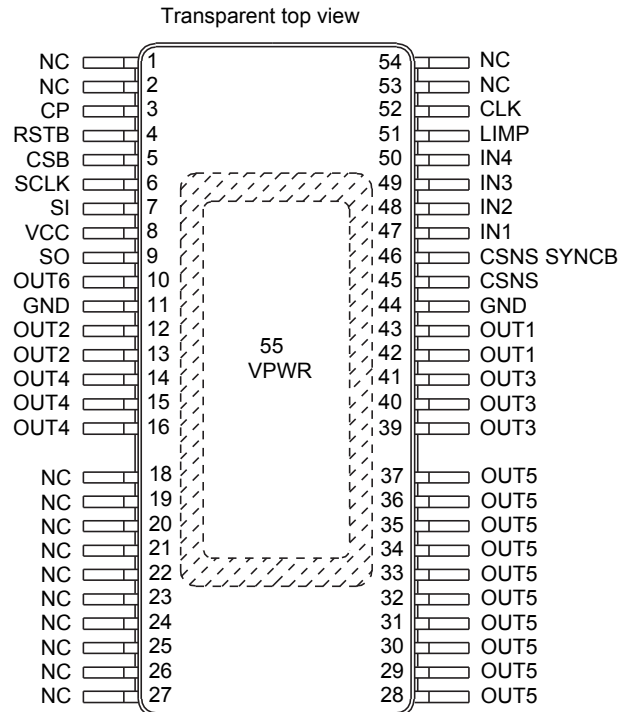 Transparent top view
NC 1 54 NC
NC 2 53 NC
CP 3 52 CLK
RSTB 4 51 LIMP
CSB 5 50 IN4
SCLK 6 49 IN3
SI 7 48 IN2
VCC 8 47 IN1
SO 9 46 CSNS SYNCB
OUT6 10 45 CSNS
GND 11 44 GND
OUT2 12 43 OUT1
OUT2 13 42 OUT1
OUT4 14 41 OUT3
OUT4 15 40 OUT3
OUT4 16 39 OUT3
55
VPWR
NC 18 37 OUT5
NC 19 36 OUT5
NC 20 35 OUT5
NC 21 34 OUT5
NC 22 33 OUT5
NC 23 32 OUT5
NC 24 31 OUT5
NC 25 30 OUT5
NC 26 29 OUT5
NC 27 28 OUT5